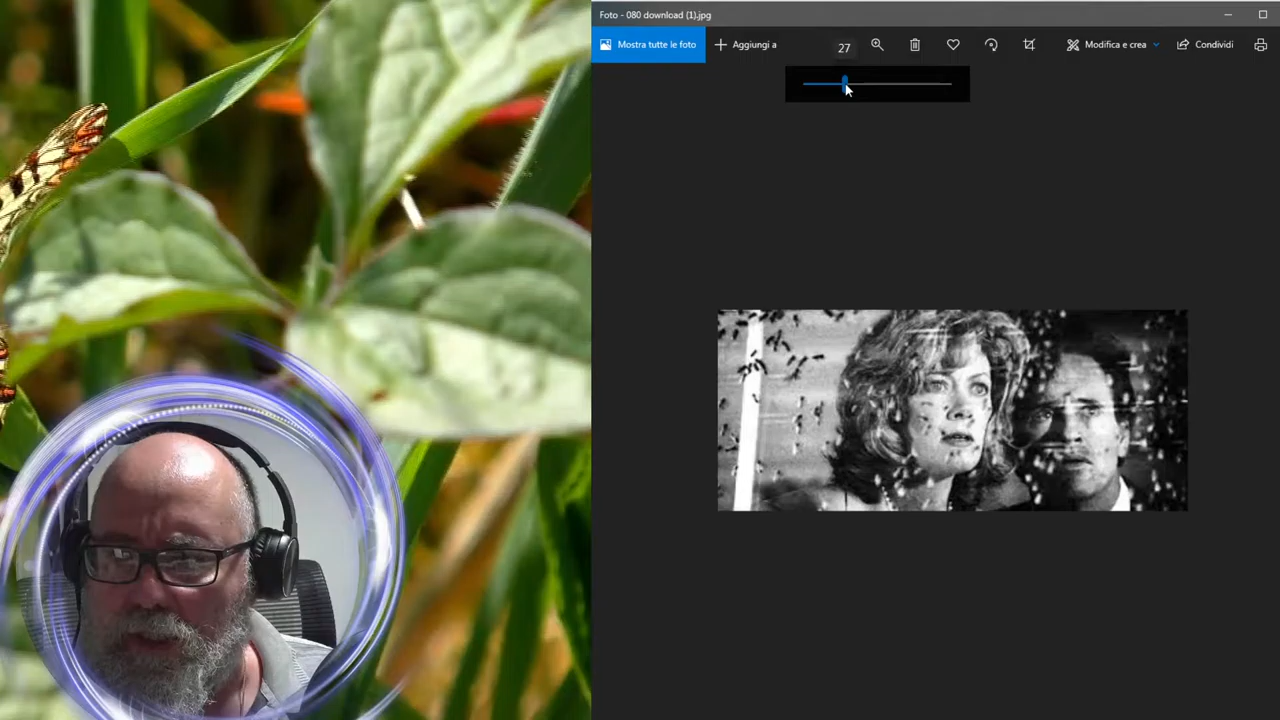 Foto - 080 download (1).jpg
Mostra tutte le foto
Aggiungi a
27
Modifica e crea
Condividi